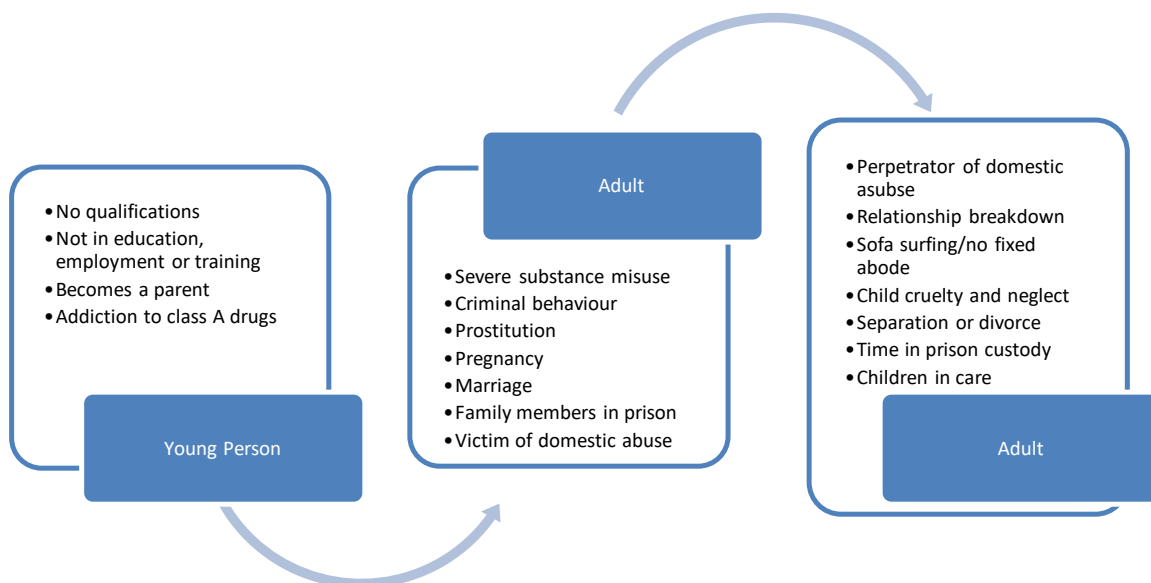 •No qualifications
•Not in education,
employment or training
•Becomes a parent
•Addiction to class A drugs
Young Person
Adult
•Severe substance misuse
•Criminal behaviour
•Prostitution
•Pregnancy
•Marriage
•Family members in prison
•Victim of domestic abuse
•Perpetrator of domestic
asubse
•Relationship breakdown
•Sofa surfing/no fixed
abode
•Child cruelty and neglect
•Separation or divorce
•Time in prison custody
•Children in care
Adult